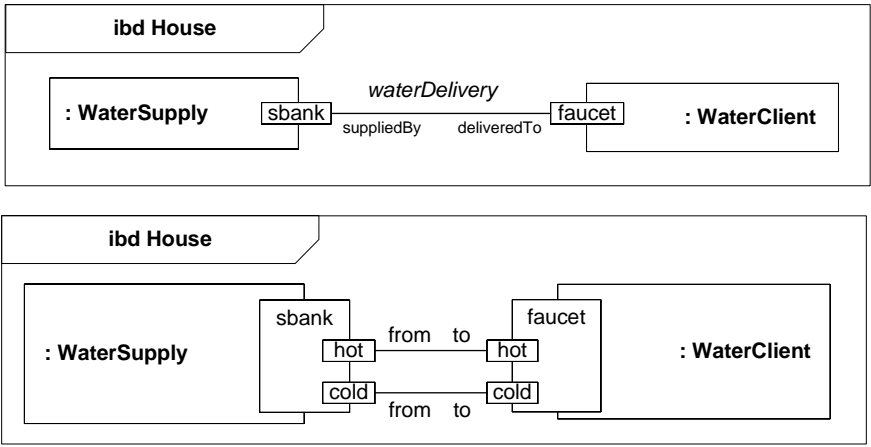 ibd House
waterDelivery
: WaterSupply sbank faucet : WaterClient
suppliedBy deliveredTo
ibd House
sbank faucet
from to
: WaterSupply hot hot : WaterClient
cold cold
from to